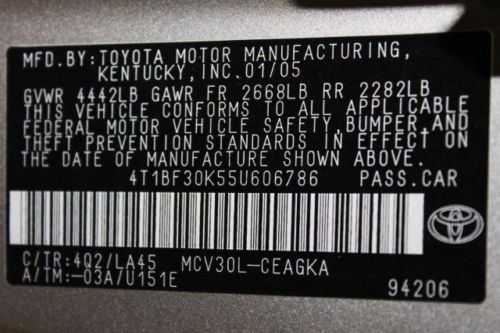 MFD.BY:TOYOTA MOTOR MANUFACTURING,
KENTUCKY,INC.01/05
GVWR 4442LB GAWR FR 2668LB RR 2282LB
THIS VEHICLE CONFORMS TO ALL APPLICABLE
FEDERAL MOTOR VEHICLE SAFETY,BUMPER,AND
THEFT PREVENTION STANDARDS IN EFFECT ON
THE DATE OF MANUFACTURE SHOWN ABOVE.
4T1BF30K55U606786 PASS.CAR
C/TR:4Q2/LA45 MCV30L-CEAGKA
A/TM:-03A/U151E 94206